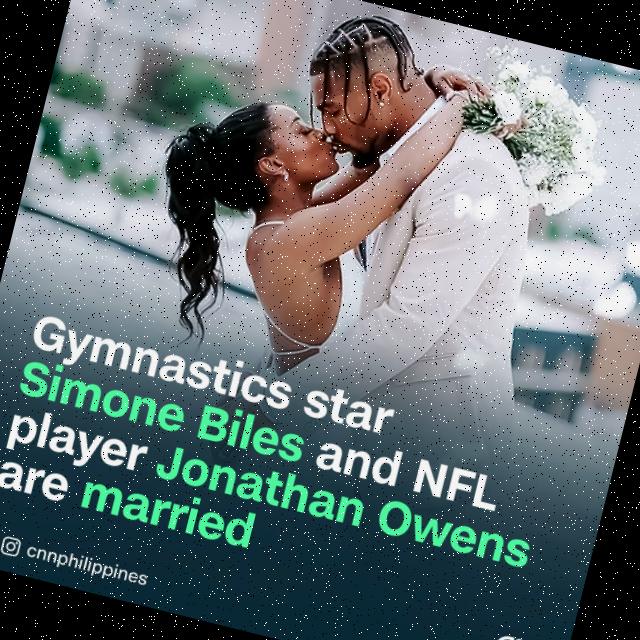 Gymnastics star
Simone Biles and NFL
player Jonathan Owens
are married
cnnphilippines